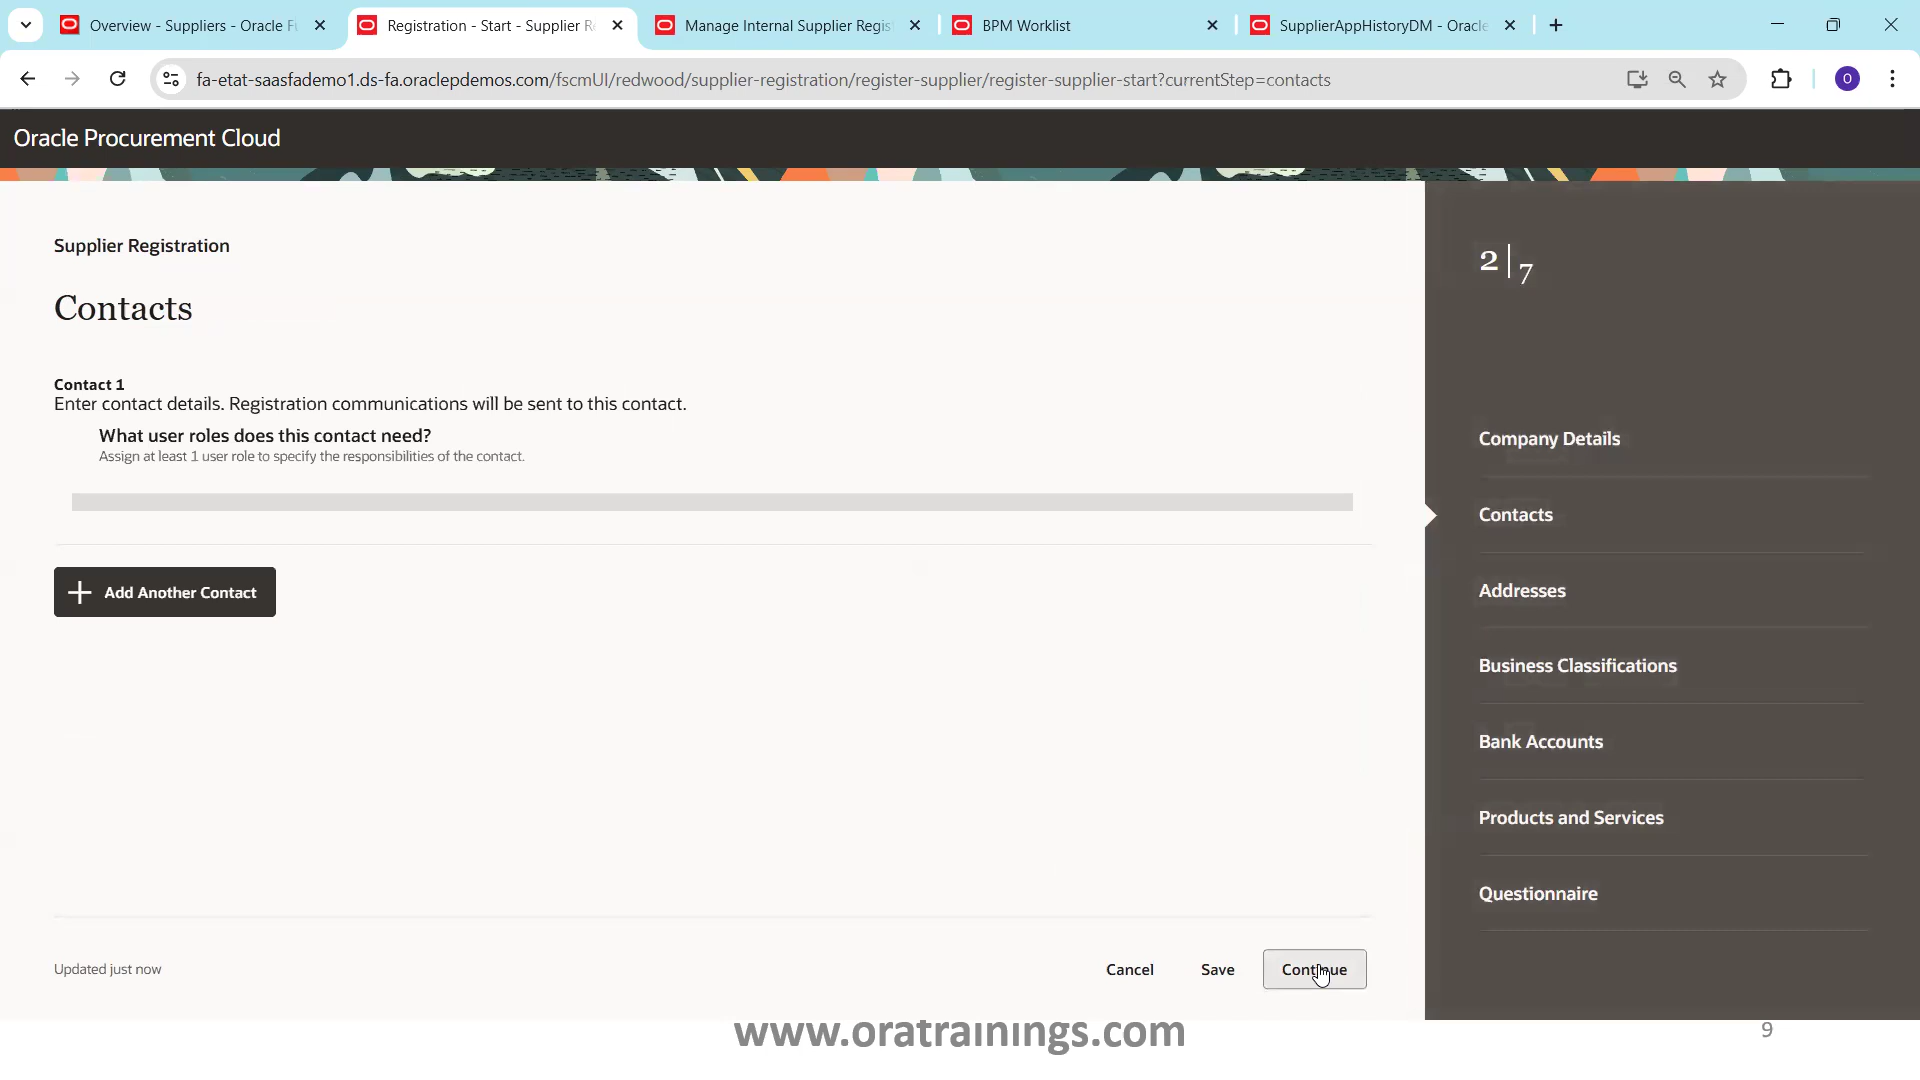 Overview - Suppliers - Oracle F
Registration - Start - Supplier R
Manage Internal Supplier Regis
BPM Worklist
SupplierAppHistoryDM - Oracle
fa-etat-saasfademo1.ds-fa.oraclepdemos.com/fscmUI/redwood/supplier-registration/register-supplier/register-supplier-start?currentStep=contacts
O
Oracle Procurement Cloud
Supplier Registration
Contacts
Contact 1
Enter contact details. Registration communications will be sent to this contact.
What user roles does this contact need?
Assign at least 1 user role to specify the responsibilities of the contact.
Add Another Contact
Updated just now
Cancel
Save
Continue
2 | 7
Company Details
Contacts
Addresses
Business Classifications
Bank Accounts
Products and Services
Questionnaire
www.oratrainings.com
9